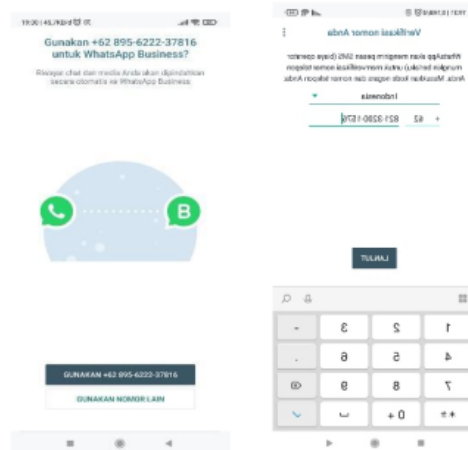 Gunakan +62 895-6222-37816
untuk WhatsApp Business?
Riwayat chat dan media Anda akan dipindahkan
secara otomatis ke WhatsApp Business.
B
GUNAKAN +62 895-6222-37816
GUNAKAN NOMOR LAIN
Verifikasi nomor Anda
WhatsApp akan mengirim pesan SMS (biaya operator
mungkin berlaku) untuk memverifikasi nomor telepon
Anda. Masukkan kode negara dan nomor telepon Anda.
Indonesia
+ 62 821-3280-1576
LANJUT
1 2 3 -
4 5 6 .
7 8 9
* # 0 +